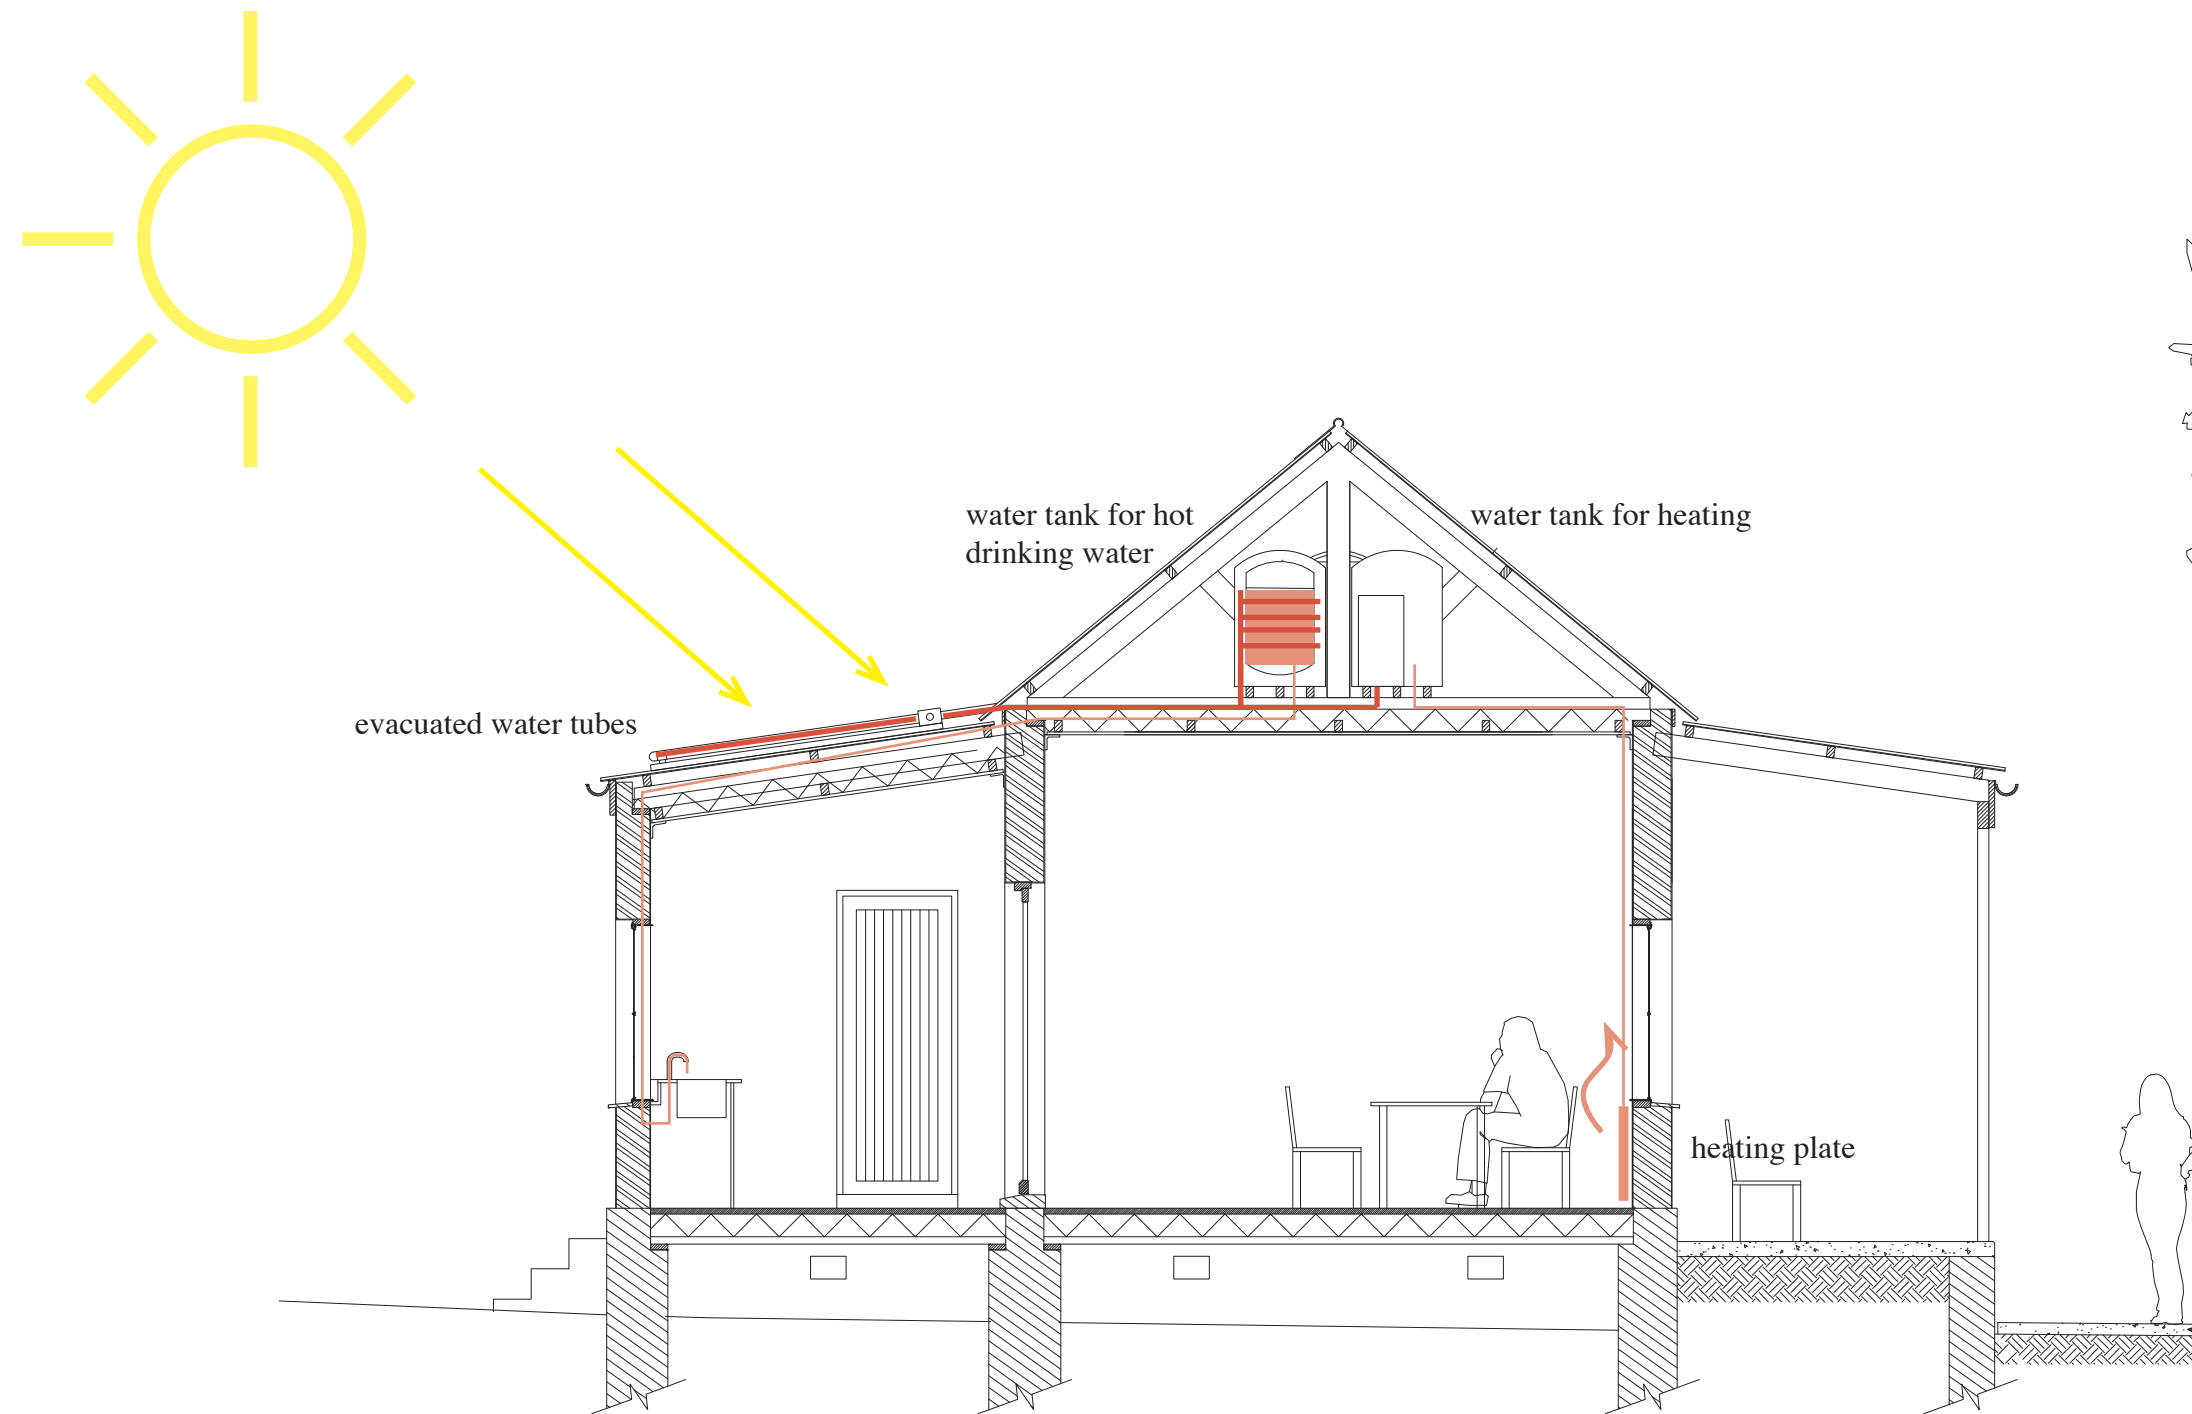 water tank for hot
drinking water
water tank for heating
evacuated water tubes
heating plate